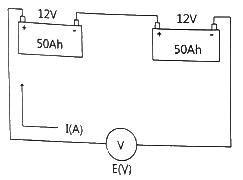 12V
12V
+ -
+ -
50Ah
50Ah
I(A)
V
E(V)